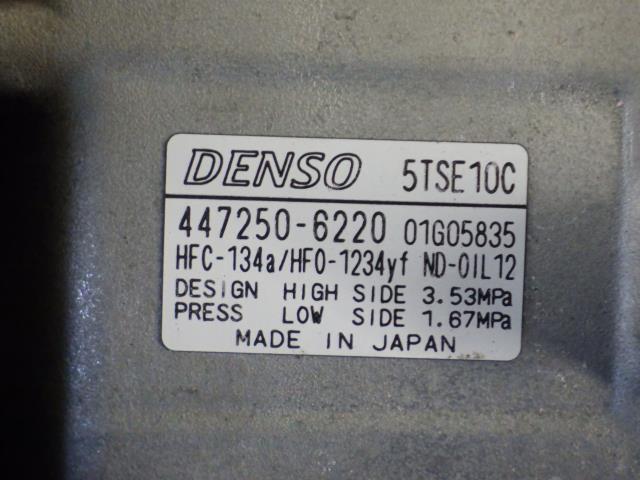 DENSO 5TSE10C
447250-6220 01G05835
HFC-134a/HFO-1234yf ND-OIL12
DESIGN HIGH SIDE 3.53MPa
PRESS LOW SIDE 1.67MPa
MADE IN JAPAN